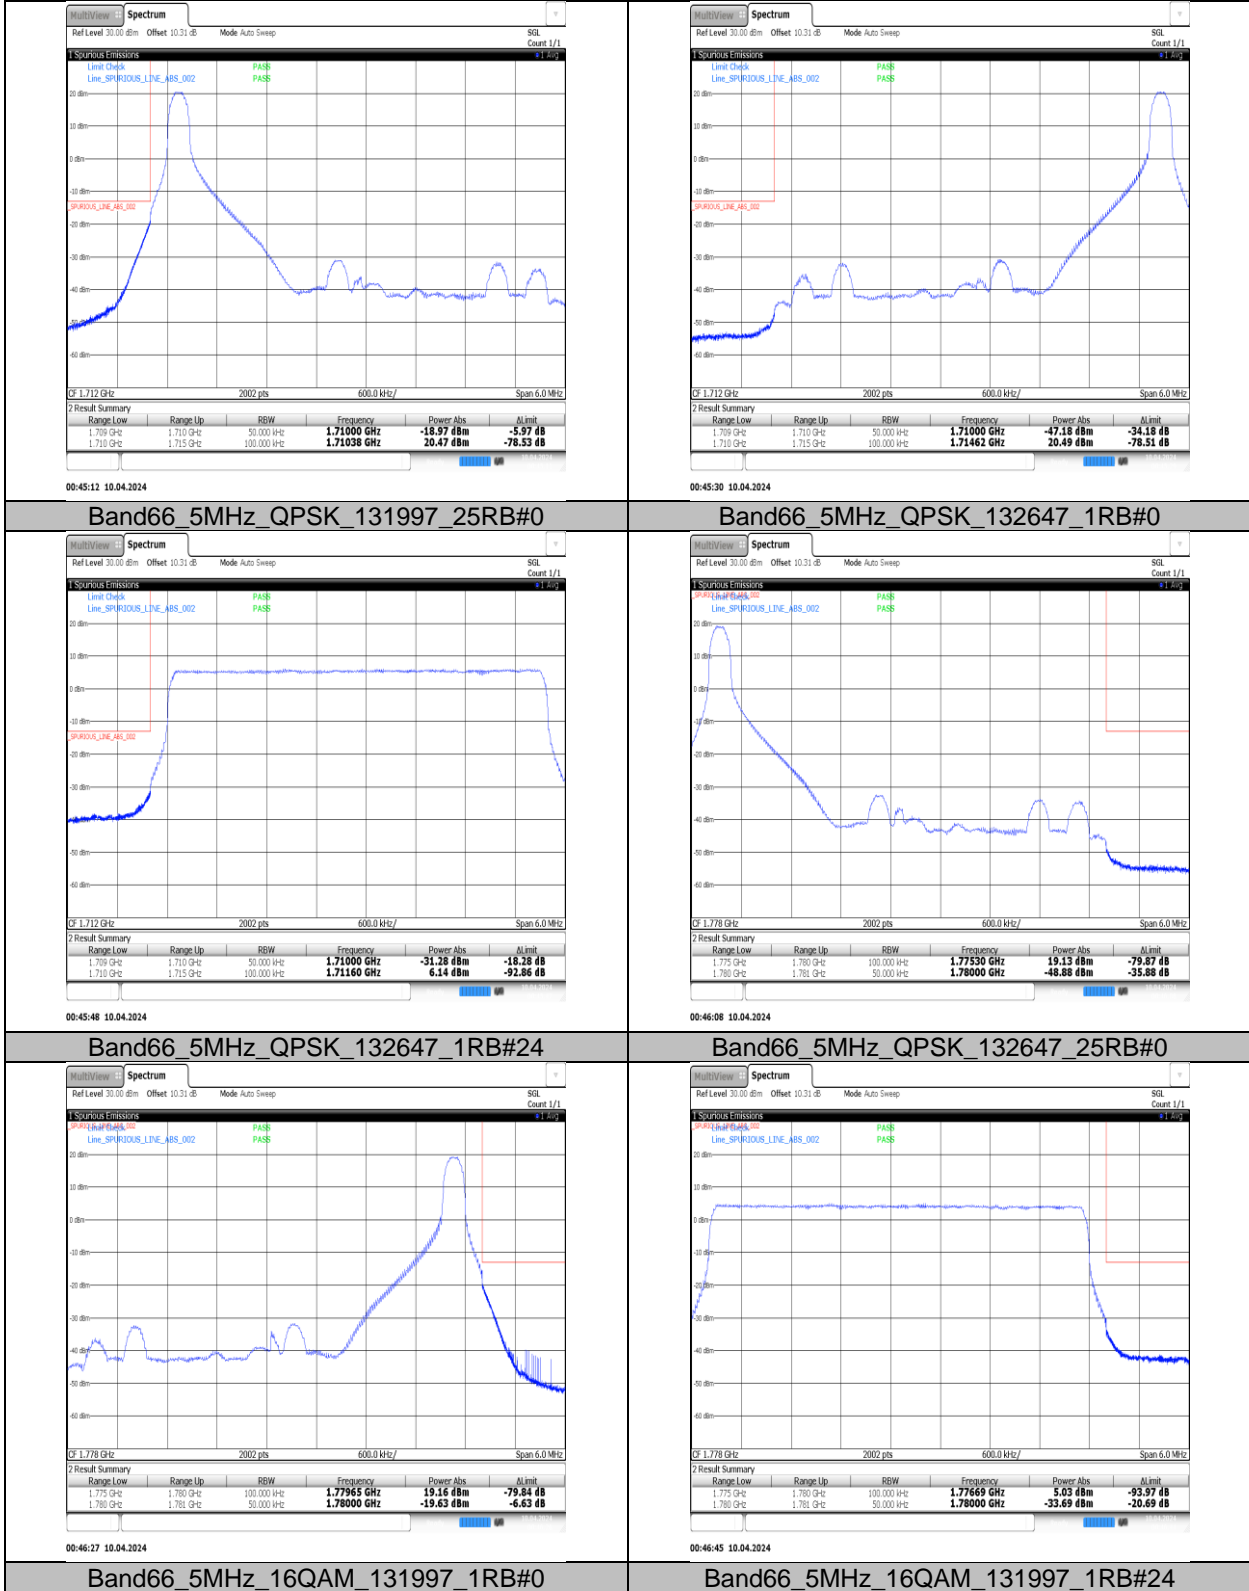 MultiView Spectrum
Ref Level 30.00 dBm Offset 10.31 dB Mode Auto Sweep SGL
Count 1/1
1 Spurious Emissions 1 Avg
Limit Check PASS
Line_SPURIOUS_LINE_ABS_002 PASS
20 dBm
10 dBm
0 dBm
-10 dBm
_SPURIOUS_LINE_ABS_002
-20 dBm
-30 dBm
-40 dBm
-50 dBm
-60 dBm
CF 1.712 GHz 2002 pts 600.0 kHz/ Span 6.0 MHz
2 Result Summary
Range Low Range Up RBW Frequency Power Abs ΔLimit
1.709 GHz 1.710 GHz 50.000 kHz 1.71000 GHz -18.97 dBm -5.97 dB
1.710 GHz 1.715 GHz 100.000 kHz 1.71038 GHz 20.47 dBm -78.53 dB
00:45:12 10.04.2024
MultiView Spectrum
Ref Level 30.00 dBm Offset 10.31 dB Mode Auto Sweep SGL
Count 1/1
1 Spurious Emissions 1 Avg
Limit Check PASS
Line_SPURIOUS_LINE_ABS_002 PASS
20 dBm
10 dBm
0 dBm
-10 dBm
_SPURIOUS_LINE_ABS_002
-20 dBm
-30 dBm
-40 dBm
-50 dBm
-60 dBm
CF 1.712 GHz 2002 pts 600.0 kHz/ Span 6.0 MHz
2 Result Summary
Range Low Range Up RBW Frequency Power Abs ΔLimit
1.709 GHz 1.710 GHz 50.000 kHz 1.71000 GHz -47.18 dBm -34.18 dB
1.710 GHz 1.715 GHz 100.000 kHz 1.71462 GHz 20.49 dBm -78.51 dB
00:45:30 10.04.2024
Band66_5MHz_QPSK_131997_25RB#0
Band66_5MHz_QPSK_132647_1RB#0
MultiView Spectrum
Ref Level 30.00 dBm Offset 10.31 dB Mode Auto Sweep SGL
Count 1/1
1 Spurious Emissions 1 Avg
Limit Check PASS
Line_SPURIOUS_LINE_ABS_002 PASS
20 dBm
10 dBm
0 dBm
-10 dBm
_SPURIOUS_LINE_ABS_002
-20 dBm
-30 dBm
-40 dBm
-50 dBm
-60 dBm
CF 1.712 GHz 2002 pts 600.0 kHz/ Span 6.0 MHz
2 Result Summary
Range Low Range Up RBW Frequency Power Abs ΔLimit
1.709 GHz 1.710 GHz 50.000 kHz 1.71000 GHz -31.28 dBm -18.28 dB
1.710 GHz 1.715 GHz 100.000 kHz 1.71160 GHz 6.14 dBm -92.86 dB
00:45:48 10.04.2024
MultiView Spectrum
Ref Level 30.00 dBm Offset 10.31 dB Mode Auto Sweep SGL
Count 1/1
1 Spurious Emissions 1 Avg
Limit Check PASS
Line_SPURIOUS_LINE_ABS_002 PASS
20 dBm
10 dBm
0 dBm
-10 dBm
-20 dBm
-30 dBm
-40 dBm
-50 dBm
-60 dBm
CF 1.778 GHz 2002 pts 600.0 kHz/ Span 6.0 MHz
2 Result Summary
Range Low Range Up RBW Frequency Power Abs ΔLimit
1.775 GHz 1.780 GHz 100.000 kHz 1.77530 GHz 19.13 dBm -79.87 dB
1.780 GHz 1.781 GHz 50.000 kHz 1.78000 GHz -48.88 dBm -35.88 dB
00:46:08 10.04.2024
Band66_5MHz_QPSK_132647_1RB#24
Band66_5MHz_QPSK_132647_25RB#0
MultiView Spectrum
Ref Level 30.00 dBm Offset 10.31 dB Mode Auto Sweep SGL
Count 1/1
1 Spurious Emissions 1 Avg
Limit Check PASS
Line_SPURIOUS_LINE_ABS_002 PASS
20 dBm
10 dBm
0 dBm
-10 dBm
-20 dBm
-30 dBm
-40 dBm
-50 dBm
-60 dBm
CF 1.778 GHz 2002 pts 600.0 kHz/ Span 6.0 MHz
2 Result Summary
Range Low Range Up RBW Frequency Power Abs ΔLimit
1.775 GHz 1.780 GHz 100.000 kHz 1.77965 GHz 19.16 dBm -79.84 dB
1.780 GHz 1.781 GHz 50.000 kHz 1.78000 GHz -19.63 dBm -6.63 dB
00:46:27 10.04.2024
MultiView Spectrum
Ref Level 30.00 dBm Offset 10.31 dB Mode Auto Sweep SGL
Count 1/1
1 Spurious Emissions 1 Avg
Limit Check PASS
Line_SPURIOUS_LINE_ABS_002 PASS
20 dBm
10 dBm
0 dBm
-10 dBm
-20 dBm
-30 dBm
-40 dBm
-50 dBm
-60 dBm
CF 1.778 GHz 2002 pts 600.0 kHz/ Span 6.0 MHz
2 Result Summary
Range Low Range Up RBW Frequency Power Abs ΔLimit
1.775 GHz 1.780 GHz 100.000 kHz 1.77669 GHz 5.03 dBm -93.97 dB
1.780 GHz 1.781 GHz 50.000 kHz 1.78000 GHz -33.69 dBm -20.69 dB
00:46:45 10.04.2024
Band66_5MHz_16QAM_131997_1RB#0
Band66_5MHz_16QAM_131997_1RB#24